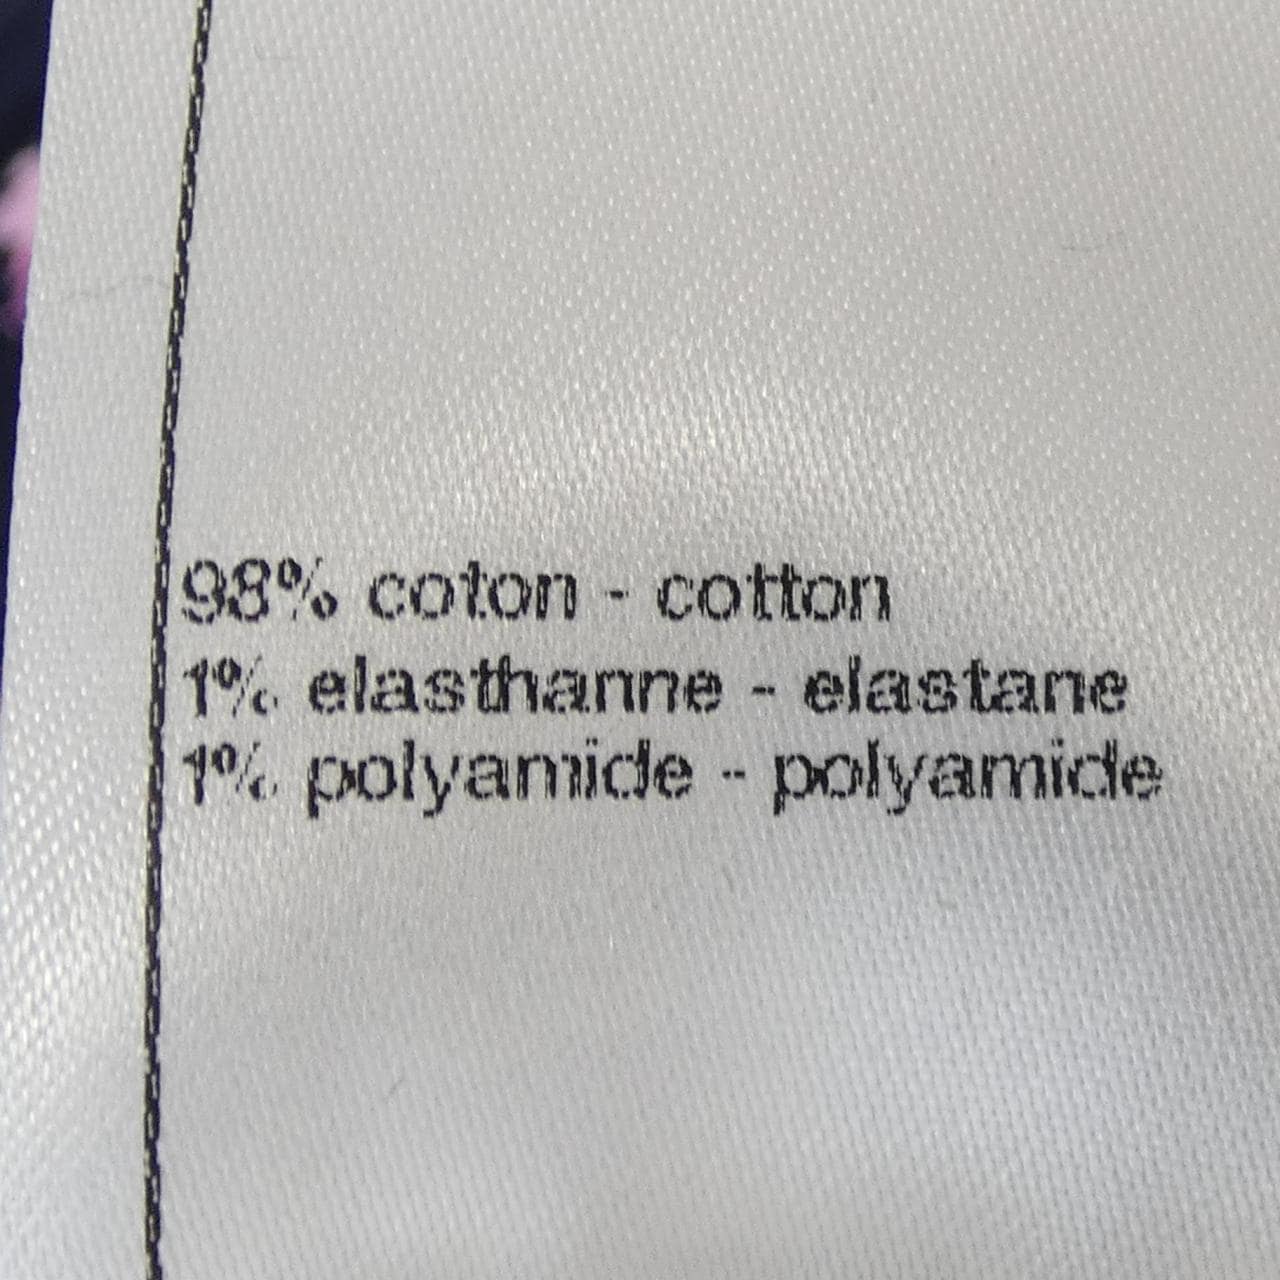 98% coton - cotton
1% elasthanne - elastane
1% polyamide - polyamide